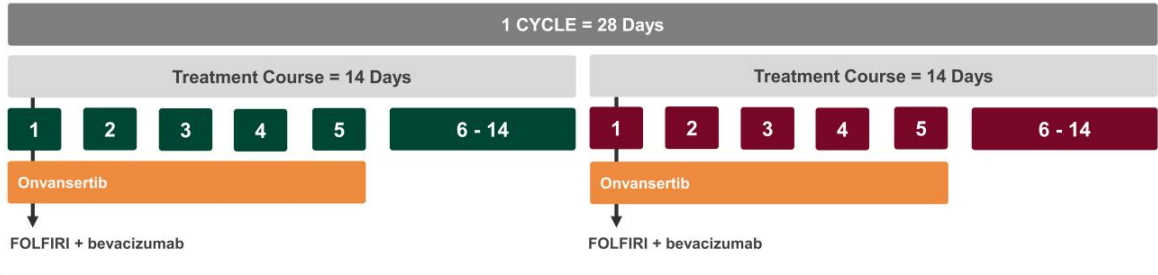 1 CYCLE = 28 Days
Treatment Course = 14 Days
Treatment Course = 14 Days
1 2 3 4 5 6 - 14
1 2 3 4 5 6 - 14
Onvansertib
Onvansertib
FOLFIRI + bevacizumab
FOLFIRI + bevacizumab